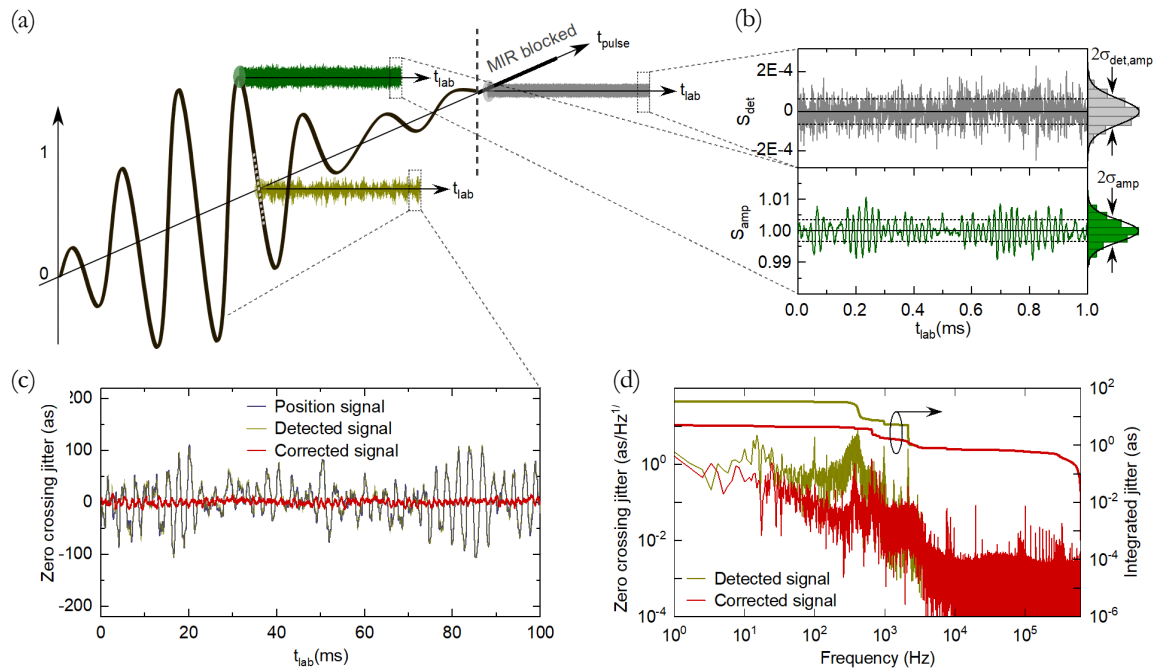 (a)
MIR blocked
t_pulse
t_lab
t_lab
t_lab
1
0
(b)
2E-4
0
-2E-4
S_det
2σ_det,amp
1.01
1.00
0.99
S_amp
2σ_amp
0.0 0.2 0.4 0.6 0.8 1.0
t_lab(ms)
(c)
200
100
0
-100
-200
Zero crossing jitter (as)
Position signal
Detected signal
Corrected signal
0 20 40 60 80 100
t_lab(ms)
(d)
10^0
10^-2
10^-4
Zero crossing jitter (as/Hz^1/
10^2
10^0
10^-2
10^-4
10^-6
Integrated jitter (as)
Detected signal
Corrected signal
10^0 10^1 10^2 10^3 10^4 10^5
Frequency (Hz)